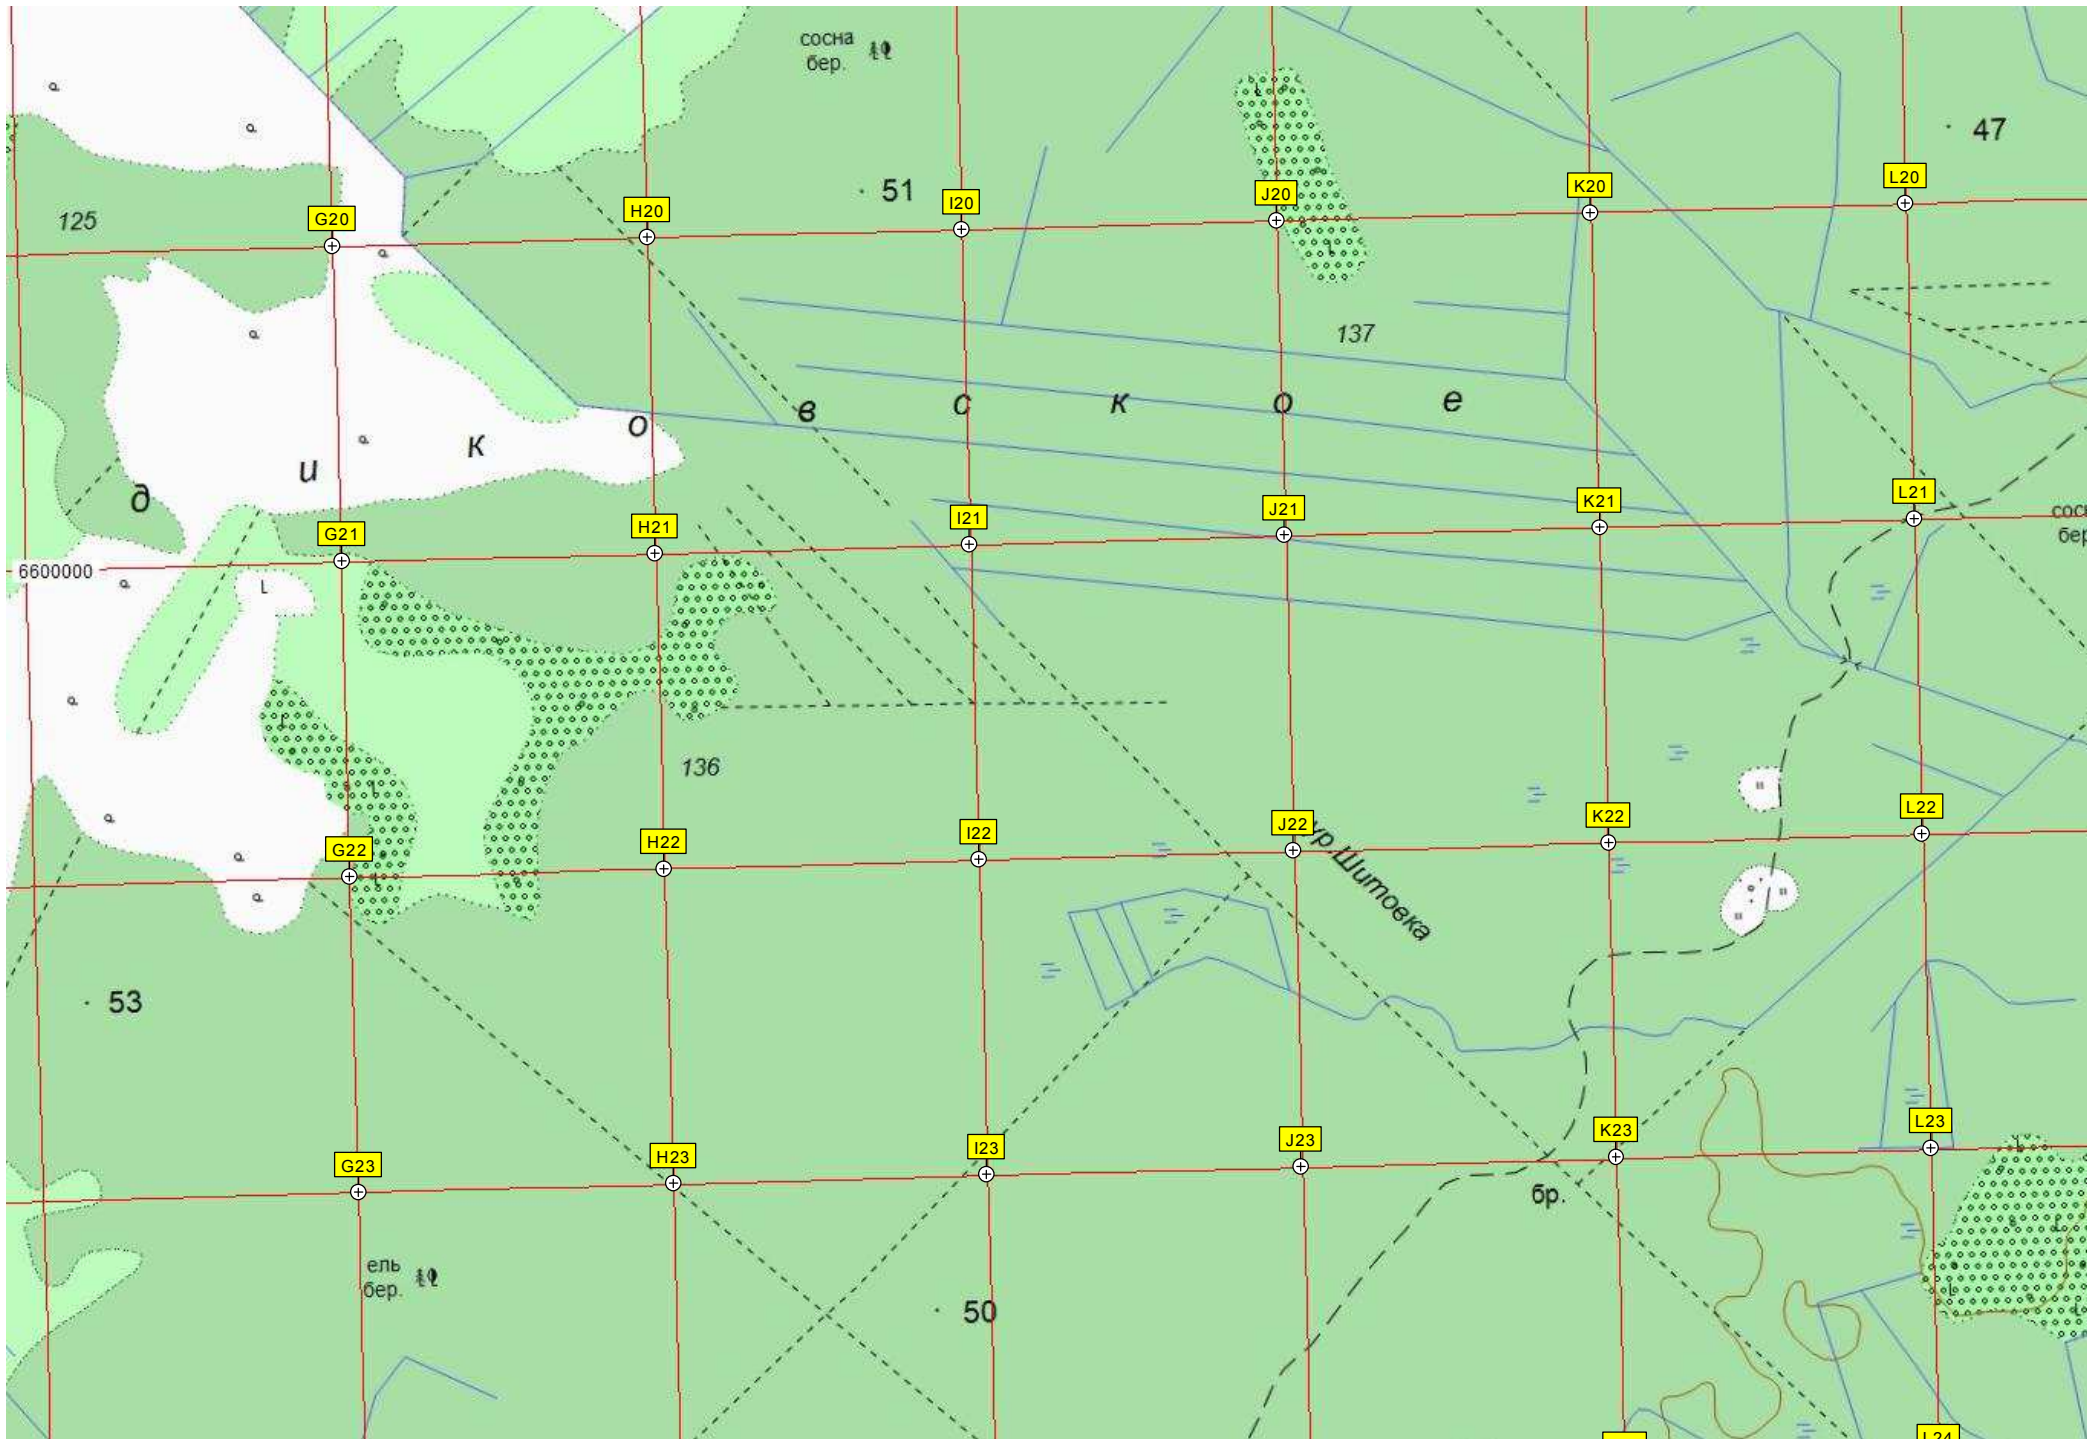 сосна
бер.
47
125
51
G20
H20
I20
J20
K20
L20
137
д
и
к
о
в
с
к
о
е
6600000
G21
H21
I21
J21
K21
L21
136
G22
H22
I22
J22
K22
L22
ур.Шитовка
53
G23
H23
I23
J23
K23
L23
бр.
ель
бер.
50
L24